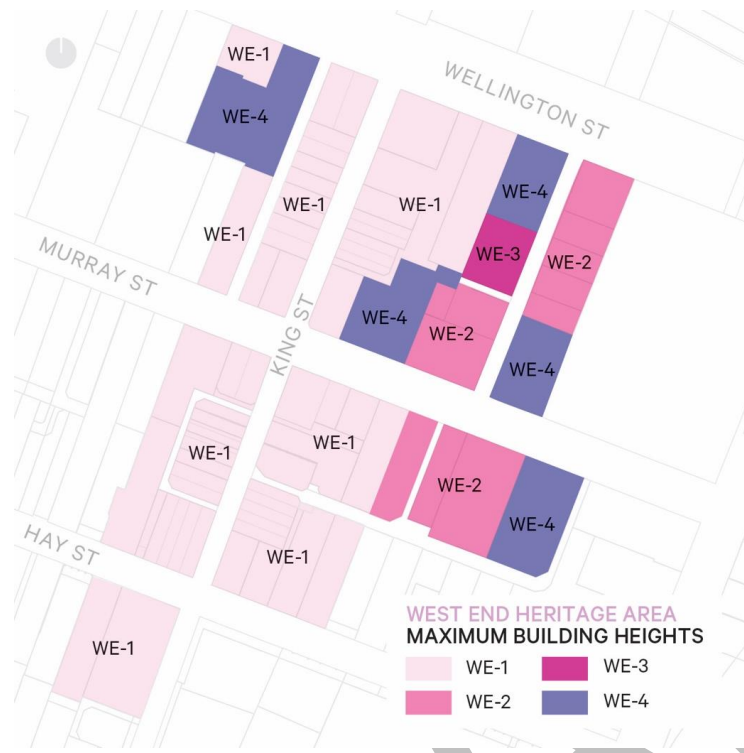 WE-1
WELLINGTON ST
WE-4
WE-4
WE-1
WE-1
WE-1
WE-3
WE-2
MURRAY ST
WE-4
WE-2
KING ST
WE-4
WE-1
WE-1
WE-2
WE-4
HAY ST
WE-1
WE-1
WEST END HERITAGE AREA
MAXIMUM BUILDING HEIGHTS
WE-1
WE-3
WE-2
WE-4